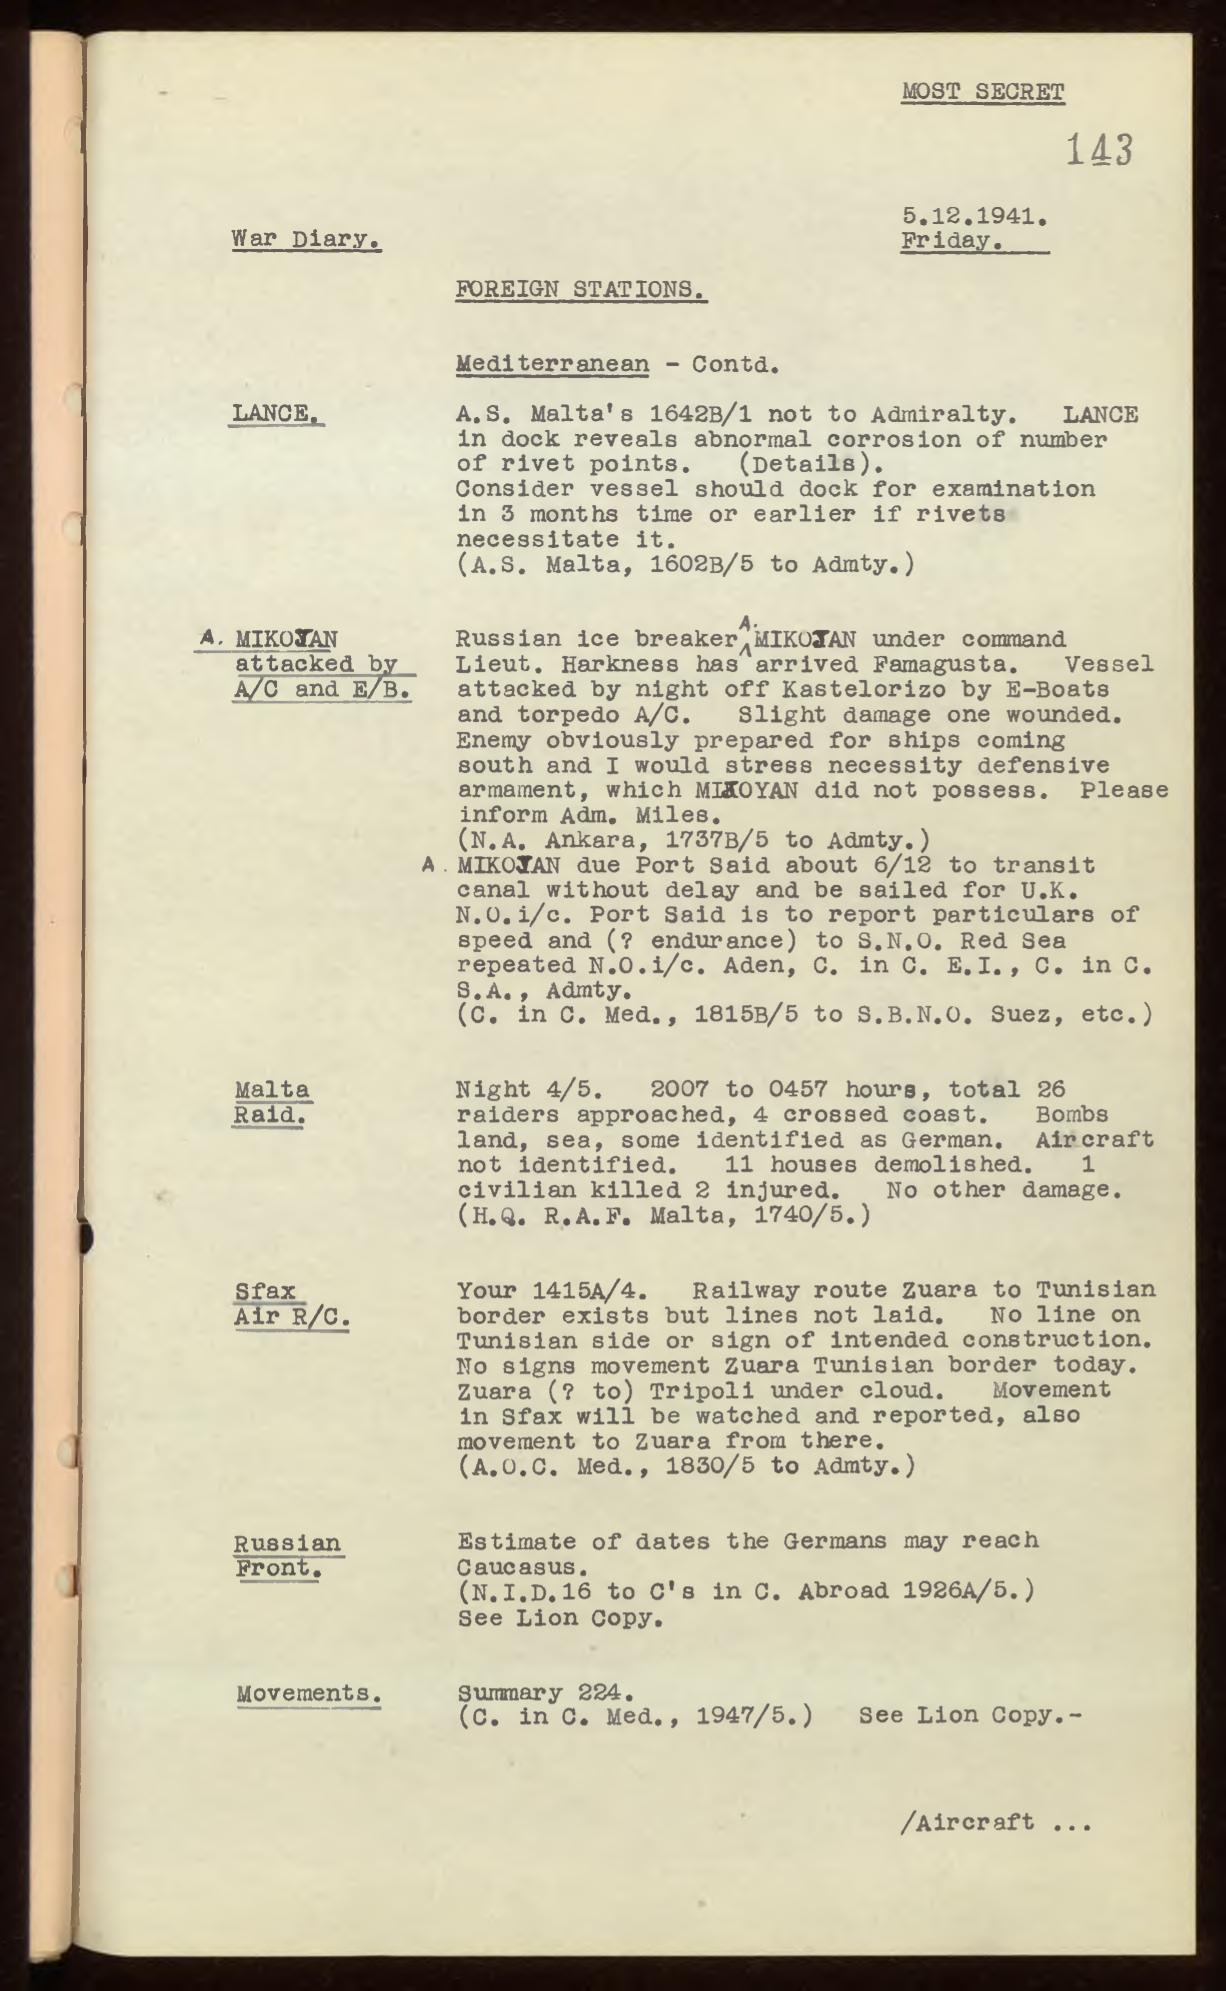 MOST SECRET
143
5.12.1941.
War Diary.
Friday.
FOREIGN STATIONS.
Mediterranean - Contd.
LANCE.
A.S. Malta's 1642B/1 not to Admiralty. LANCE
in dock reveals abnormal corrosion of number
of rivet points. (Details).
Consider vessel should dock for examination
in 3 months time or earlier if rivets
necessitate it.
(A.S. Malta, 1602B/5 to Admty.)
A. MIKOJAN
attacked by
A/C and E/B.
Russian ice breaker A. MIKOJAN under command
Lieut. Harkness has arrived Famagusta. Vessel
attacked by night off Kastelorizo by E-Boats
and torpedo A/C. Slight damage one wounded.
Enemy obviously prepared for ships coming
south and I would stress necessity defensive
armament, which MIKOYAN did not possess. Please
inform Adm. Miles.
(N.A. Ankara, 1737B/5 to Admty.)
A. MIKOJAN due Port Said about 6/12 to transit
canal without delay and be sailed for U.K.
N.O.i/c. Port Said is to report particulars of
speed and (? endurance) to S.N.O. Red Sea
repeated N.O.i/c. Aden, C. in C. E.I., C. in C.
S.A., Admty.
(C. in C. Med., 1815B/5 to S.B.N.O. Suez, etc.)
Malta
Raid.
Night 4/5. 2007 to 0457 hours, total 26
raiders approached, 4 crossed coast. Bombs
land, sea, some identified as German. Aircraft
not identified. 11 houses demolished. 1
civilian killed 2 injured. No other damage.
(H.Q. R.A.F. Malta, 1740/5.)
Sfax
Air R/C.
Your 1415A/4. Railway route Zuara to Tunisian
border exists but lines not laid. No line on
Tunisian side or sign of intended construction.
No signs movement Zuara Tunisian border today.
Zuara (? to) Tripoli under cloud. Movement
in Sfax will be watched and reported, also
movement to Zuara from there.
(A.O.C. Med., 1830/5 to Admty.)
Russian
Front.
Estimate of dates the Germans may reach
Caucasus.
(N.I.D.16 to C's in C. Abroad 1926A/5.)
See Lion Copy.
Movements.
Summary 224.
(C. in C. Med., 1947/5.) See Lion Copy.-
/Aircraft ...